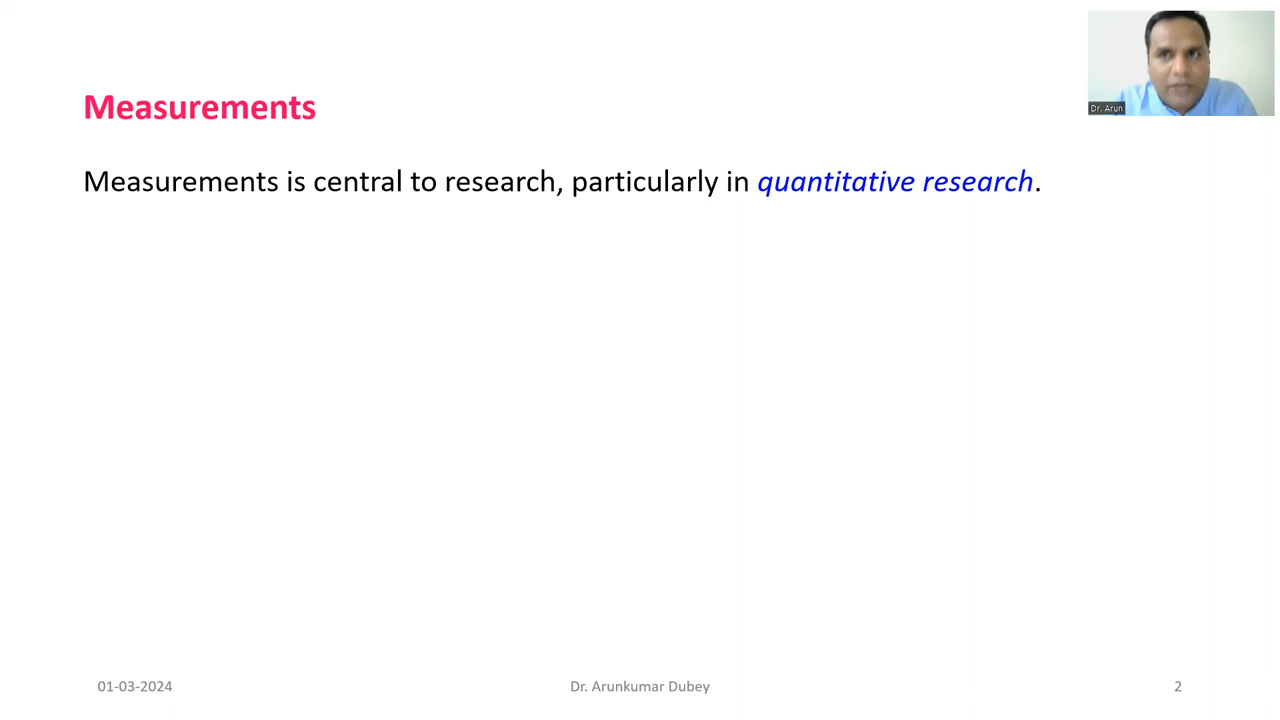 Dr. Arun
Measurements
Measurements is central to research, particularly in quantitative research.
01-03-2024
Dr. Arunkumar Dubey
2